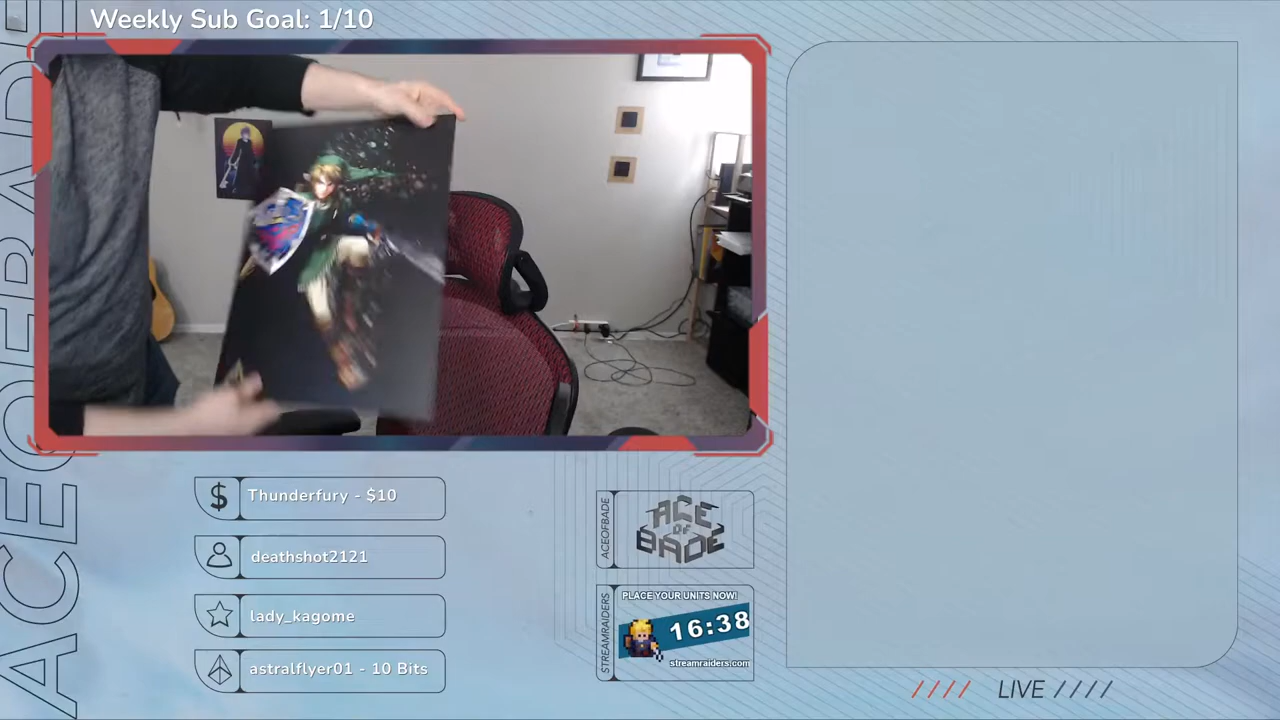 Weekly Sub Goal: 1/10
ACEOFBADE
Thunderfury - $10
deathshot2121
lady_kagome
astralflyer01 - 10 Bits
ACEOFBADE
ACE
OF
BADE
STREAMRAIDERS
PLACE YOUR UNITS NOW!
16:38
streamraiders.com
//// LIVE ////